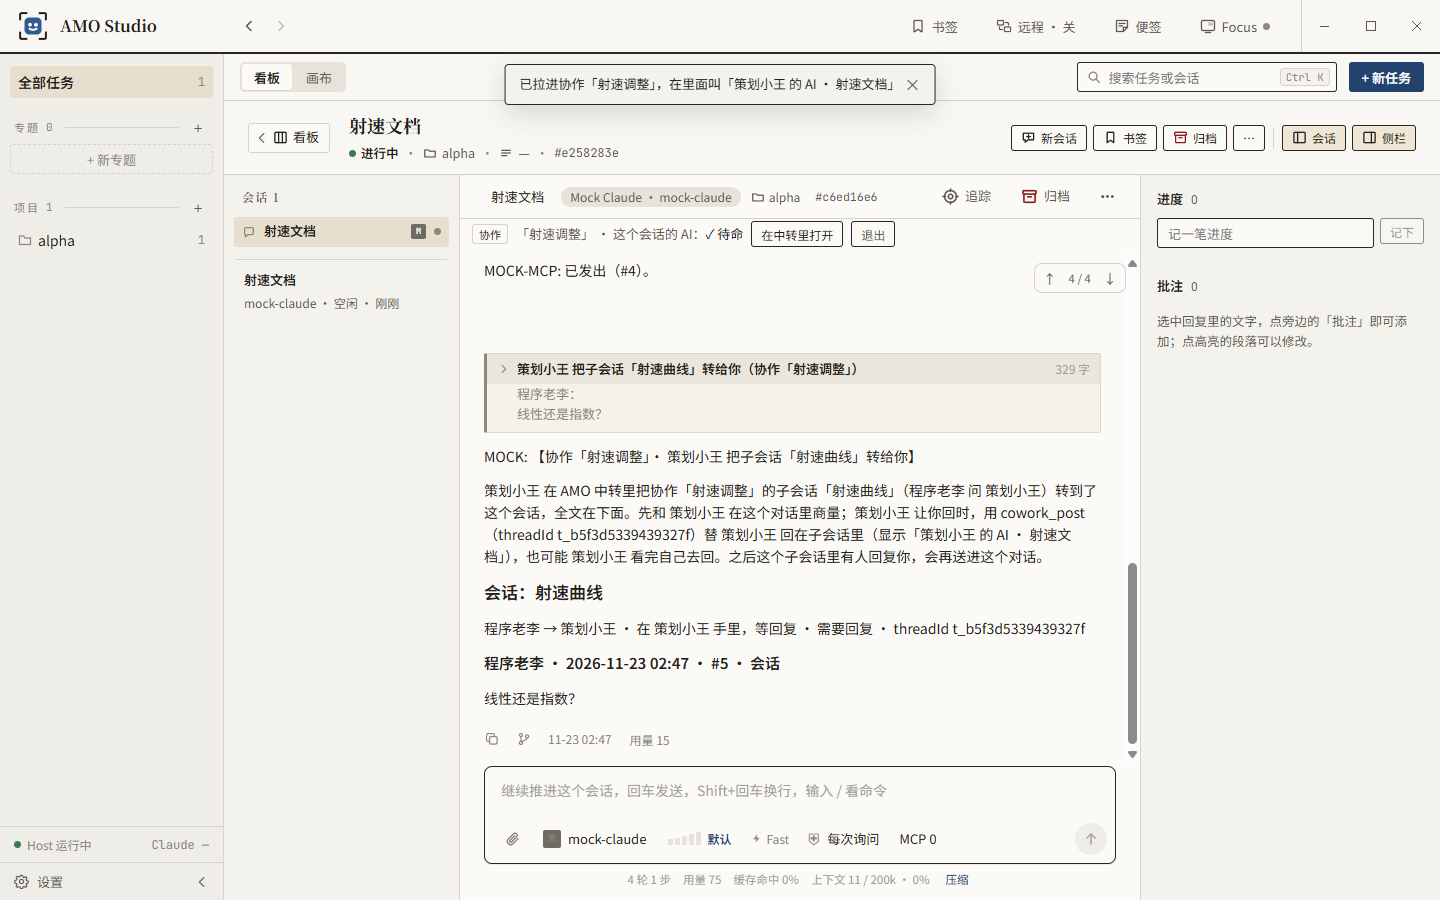 AMO Studio
书签
远程 · 关
便签
Focus
全部任务 1
专题 0
+ 新专题
项目 1
alpha 1
Host 运行中 Claude —
设置
看板 画布
已拉进协作「射速调整」，在里面叫「策划小王 的 AI · 射速文档」
搜索任务或会话 Ctrl K
+ 新任务
看板
射速文档
进行中 · alpha · — · #e258283e
新会话 书签 归档 ··· 会话 侧栏
会话 1
射速文档 M
射速文档
mock-claude · 空闲 · 刚刚
射速文档 Mock Claude · mock-claude alpha #c6ed16e6 追踪 归档 ···
协作 「射速调整」 · 这个会话的 AI：✓ 待命 在中转里打开 退出
MOCK-MCP: 已发出（#4）。
↑ 4 / 4 ↓
策划小王 把子会话「射速曲线」转给你（协作「射速调整」） 329 字
程序老李：
线性还是指数？
MOCK: 【协作「射速调整」· 策划小王 把子会话「射速曲线」转给你】
策划小王 在 AMO 中转里把协作「射速调整」的子会话「射速曲线」（程序老李 问 策划小王）转到了
这个会话，全文在下面。先和 策划小王 在这个对话里商量；策划小王 让你回时，用 cowork_post
（threadId t_b5f3d5339439327f）替 策划小王 回在子会话里（显示「策划小王 的 AI · 射速文
档」），也可能 策划小王 看完自己去回。之后这个子会话里有人回复你，会再送进这个对话。
会话：射速曲线
程序老李 → 策划小王 · 在 策划小王 手里，等回复 · 需要回复 · threadId t_b5f3d5339439327f
程序老李 · 2026-11-23 02:47 · #5 · 会话
线性还是指数？
11-23 02:47 用量 15
继续推进这个会话，回车发送，Shift+回车换行，输入 / 看命令
M mock-claude 默认 Fast 每次询问 MCP 0
4 轮 1 步 用量 75 缓存命中 0% 上下文 11 / 200k · 0% 压缩
进度 0
记一笔进度 记下
批注 0
选中回复里的文字，点旁边的「批注」即可添
加；点高亮的段落可以修改。